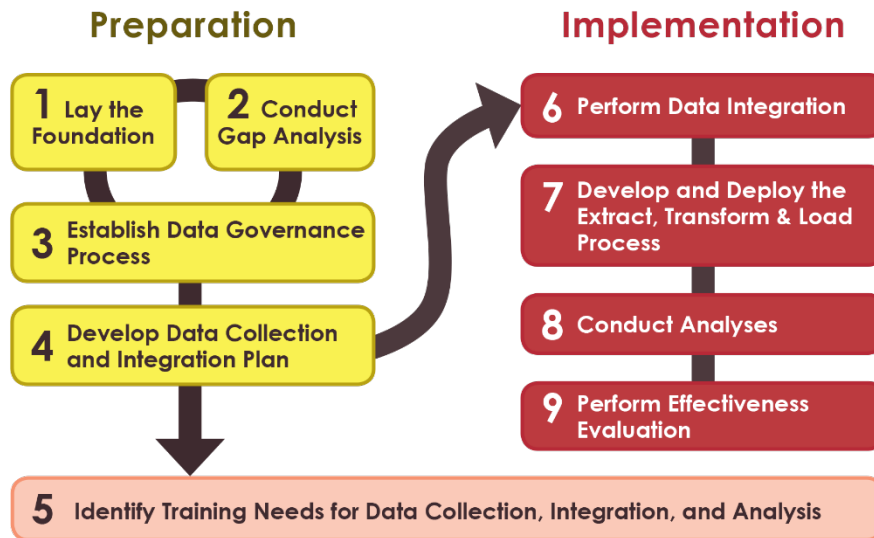 Preparation
1 Lay the
Foundation
2 Conduct
Gap Analysis
3 Establish Data Governance
Process
4 Develop Data Collection
and Integration Plan
5 Identify Training Needs for Data Collection, Integration, and Analysis
Implementation
6 Perform Data Integration
7 Develop and Deploy the
Extract, Transform & Load
Process
8 Conduct Analyses
9 Perform Effectiveness
Evaluation